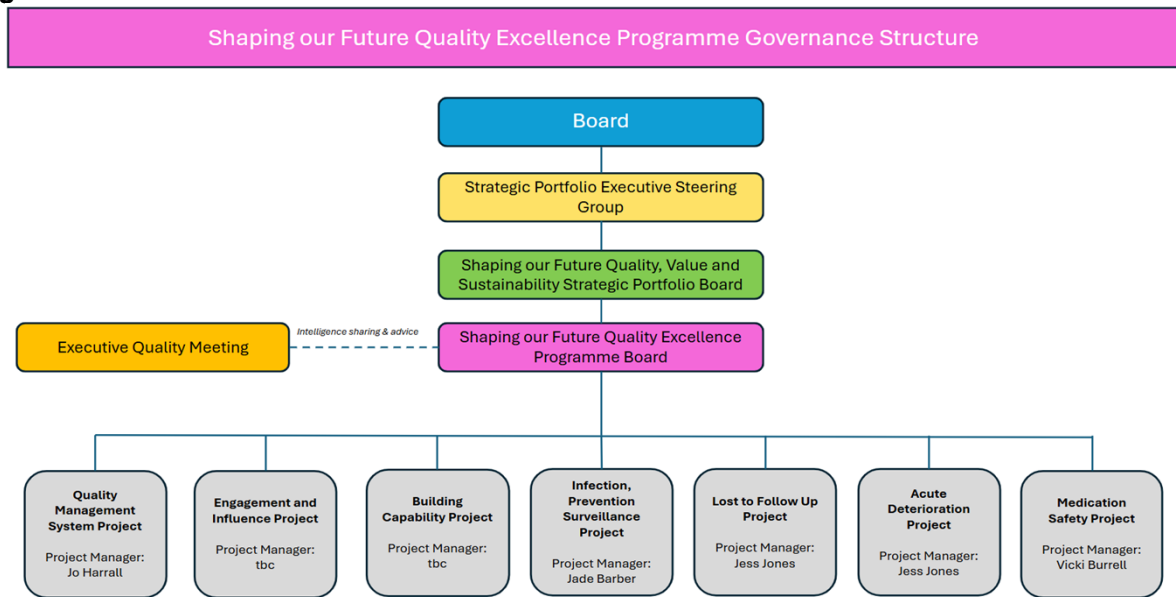 Shaping our Future Quality Excellence Programme Governance Structure
Board
Strategic Portfolio Executive Steering
Group
Shaping our Future Quality, Value and
Sustainability Strategic Portfolio Board
Executive Quality Meeting
Intelligence sharing & advice
Shaping our Future Quality Excellence
Programme Board
Quality
Management
System Project
Project Manager:
Jo Harrall
Engagement and
Influence Project
Project Manager:
tbc
Building
Capability Project
Project Manager:
tbc
Infection,
Prevention
Surveillance
Project
Project Manager:
Jade Barber
Lost to Follow Up
Project
Project Manager:
Jess Jones
Acute
Deterioration
Project
Project Manager:
Jess Jones
Medication
Safety Project
Project Manager:
Vicki Burrell